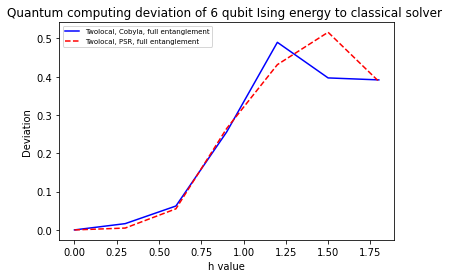 Quantum computing deviation of 6 qubit Ising energy to classical solver
Twolocal, Cobyla, full entanglement
Twolocal, PSR, full entanglement
0.5
0.4
0.3
0.2
0.1
0.0
Deviation
0.00 0.25 0.50 0.75 1.00 1.25 1.50 1.75
h value